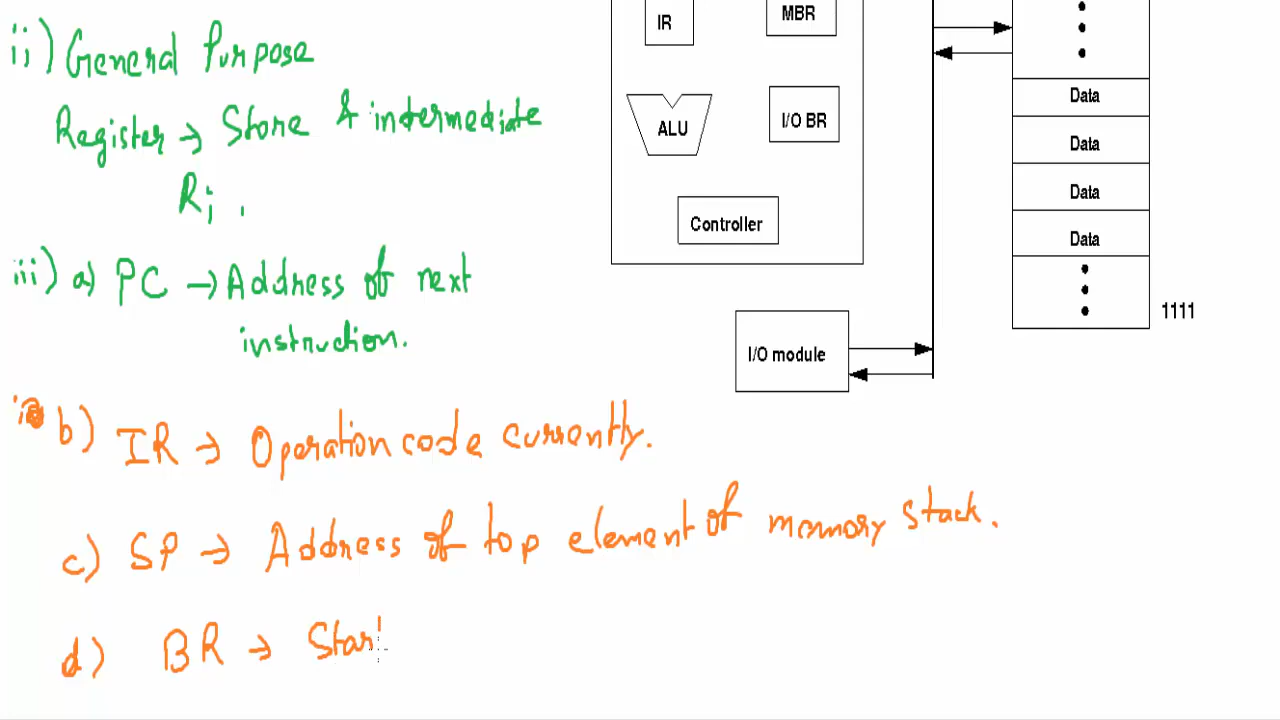 ii) General Purpose
Register → Store & intermediate
Ri .
iii) a) PC → Address of next
instruction.
b) IR → Operation code currently.
c) SP → Address of top element of memory stack.
d) BR → Start
IR
MBR
ALU
I/O BR
Controller
I/O module
Data
Data
Data
Data
1111